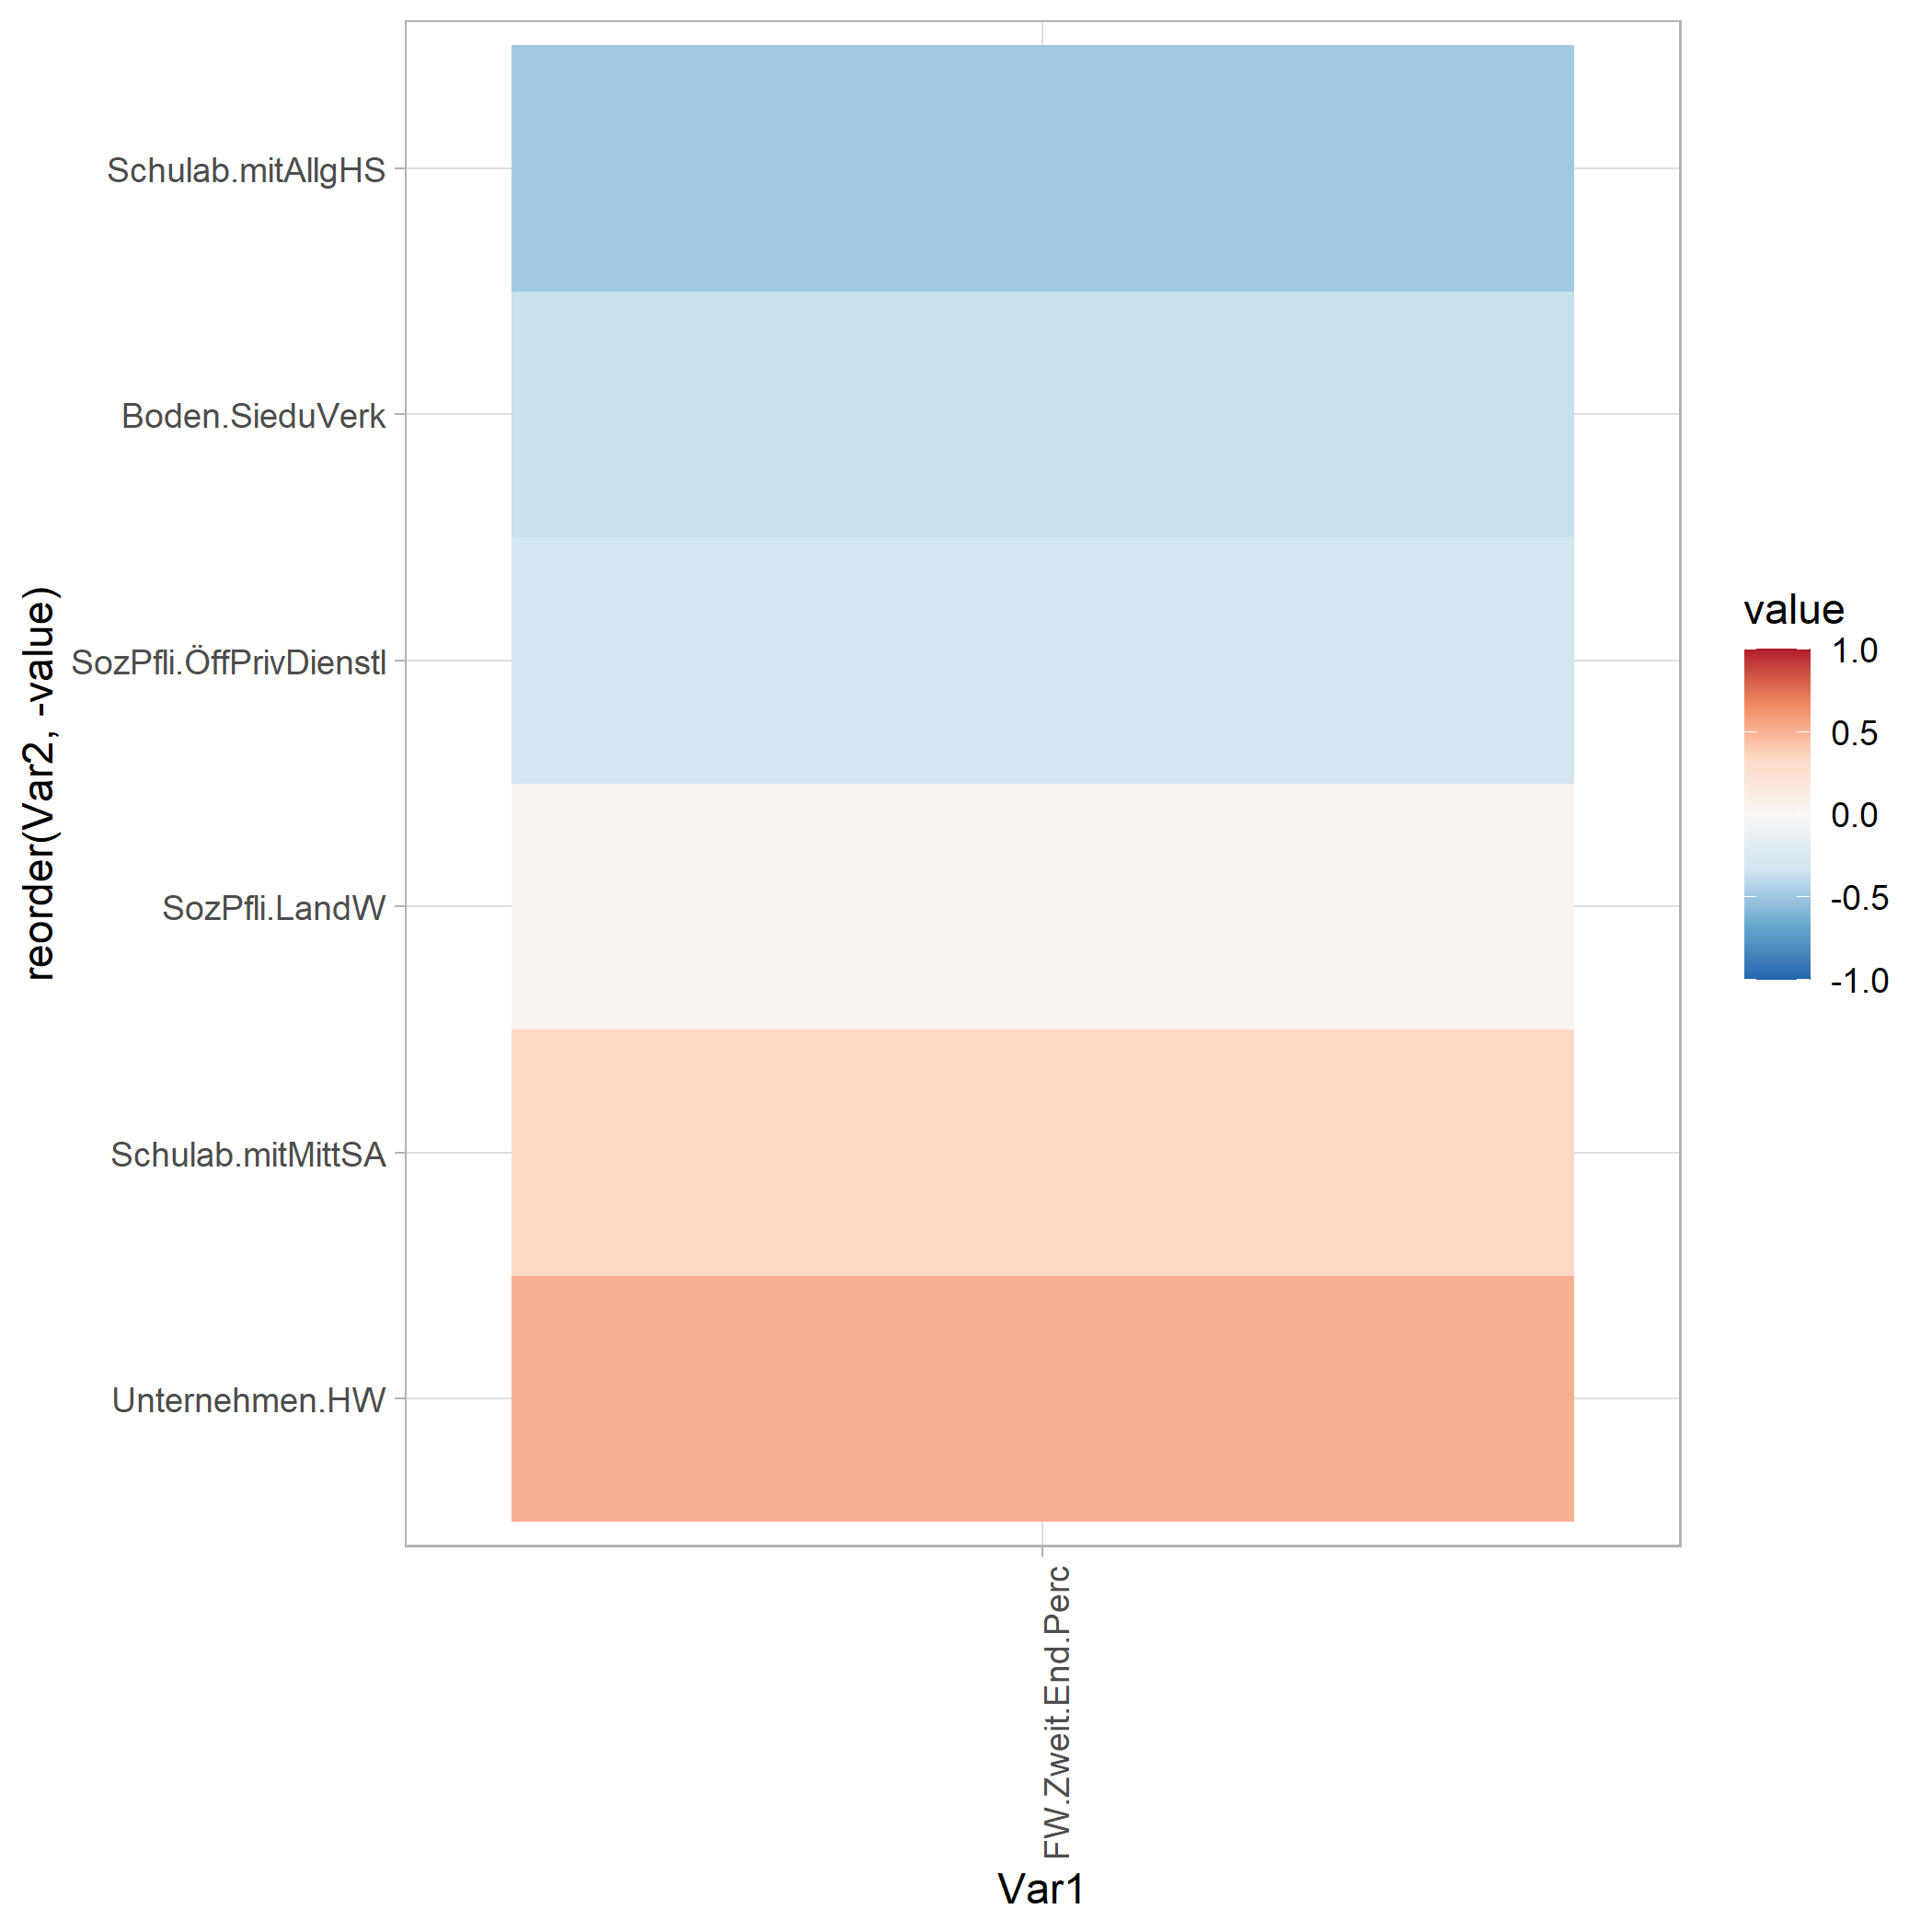 reorder(Var2, -value)
Schulab.mitAllgHS
Boden.SieduVerk
SozPfli.ÖffPrivDienstl
SozPfli.LandW
Schulab.mitMittSA
Unternehmen.HW
FW.Zweit.End.Perc
Var1
value
1.0
0.5
0.0
-0.5
-1.0